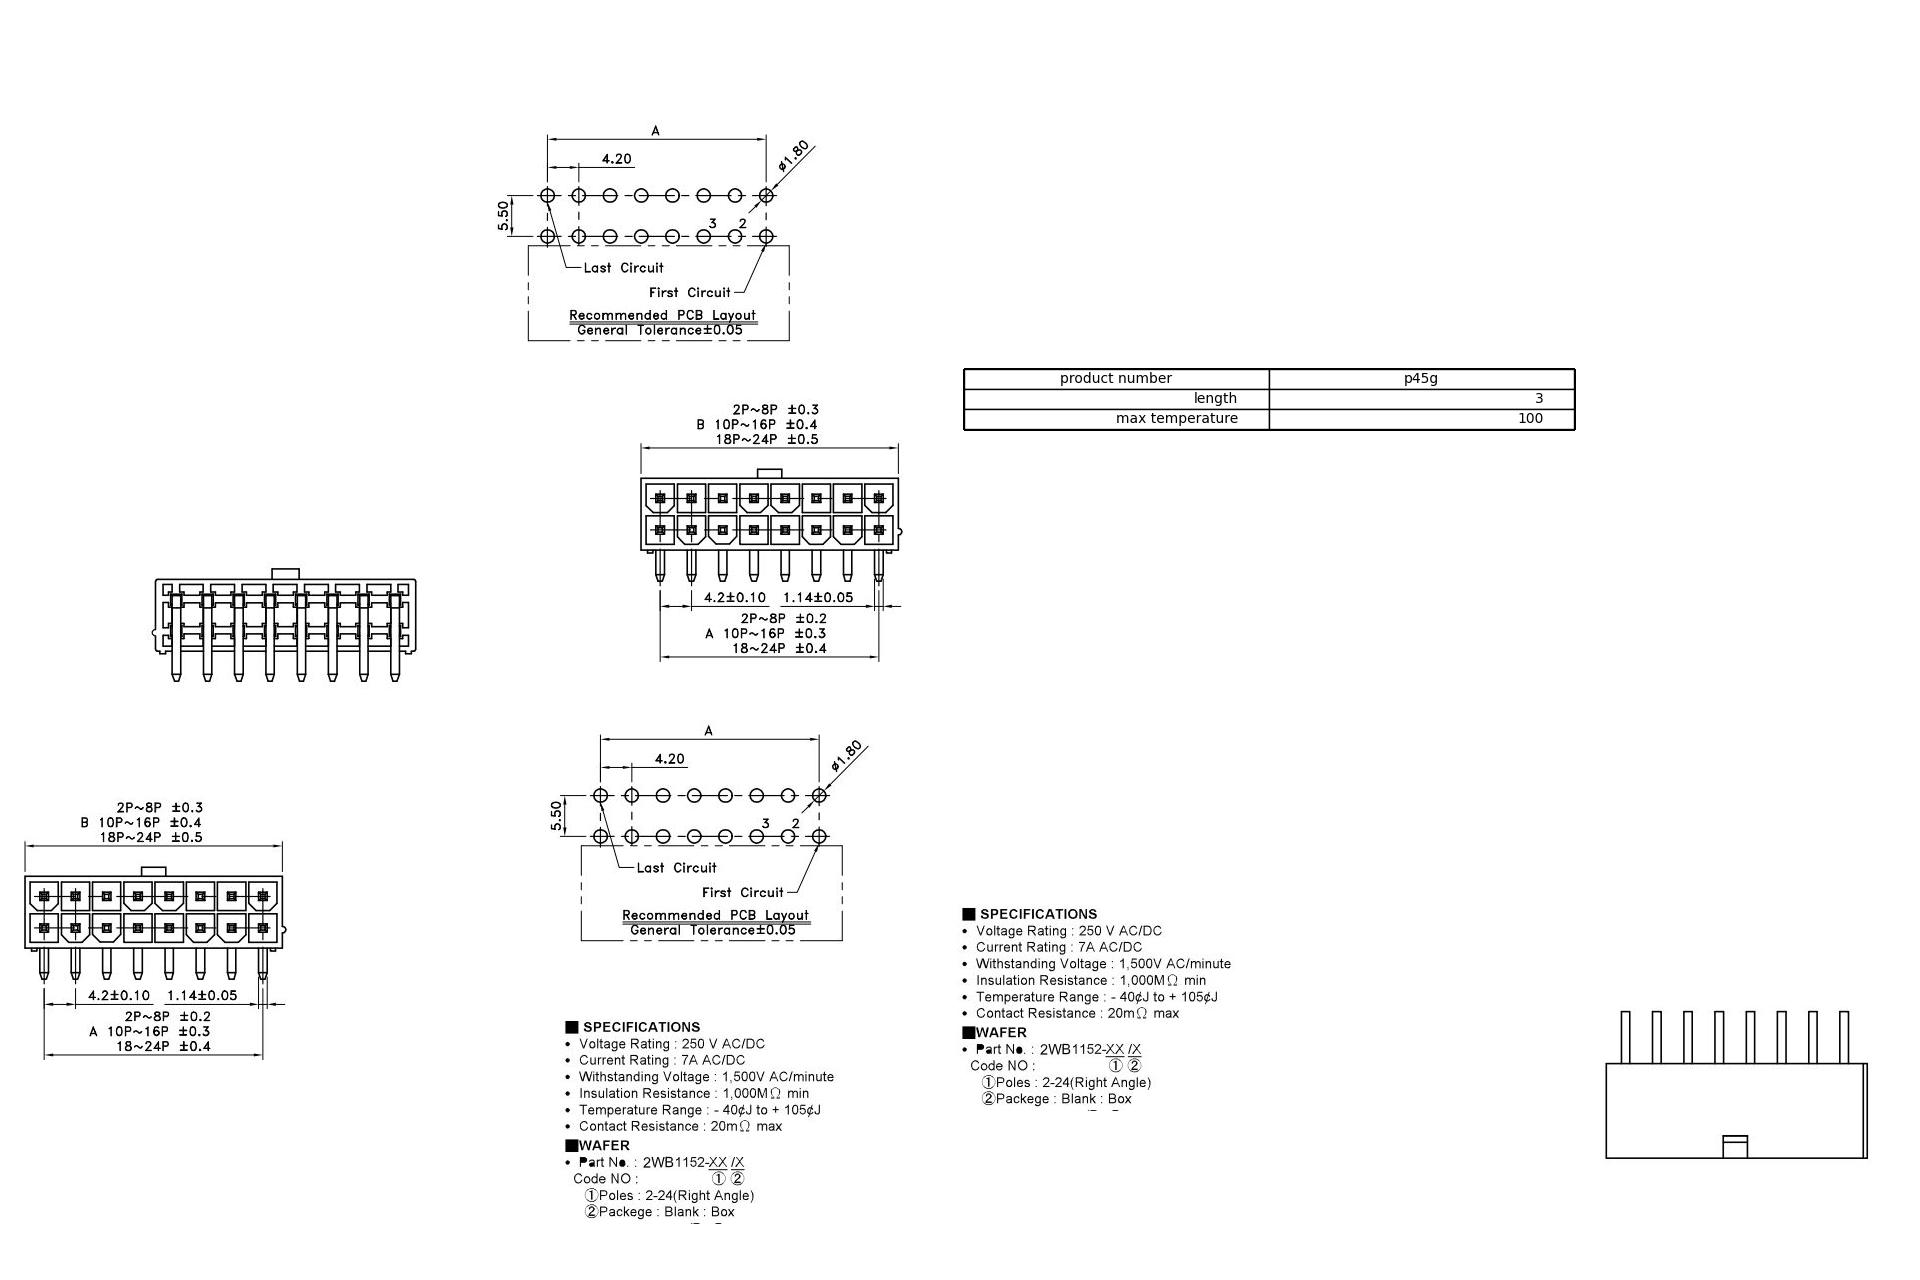 A
4.20
ø1.80
5.50
3 2
Last Circuit
First Circuit
Recommended PCB Layout
General Tolerance±0.05
product number p45g
length 3
max temperature 100
2P~8P ±0.3
B 10P~16P ±0.4
18P~24P ±0.5
4.2±0.10 1.14±0.05
2P~8P ±0.2
A 10P~16P ±0.3
18~24P ±0.4
A
4.20
ø1.80
5.50
3 2
Last Circuit
First Circuit
Recommended PCB Layout
General Tolerance±0.05
2P~8P ±0.3
B 10P~16P ±0.4
18P~24P ±0.5
4.2±0.10 1.14±0.05
2P~8P ±0.2
A 10P~16P ±0.3
18~24P ±0.4
■ SPECIFICATIONS
• Voltage Rating : 250 V AC/DC
• Current Rating : 7A AC/DC
• Withstanding Voltage : 1,500V AC/minute
• Insulation Resistance : 1,000MΩ min
• Temperature Range : - 40¢J to + 105¢J
• Contact Resistance : 20mΩ max
■WAFER
• Part No. : 2WB1152-XX /X
Code NO : ① ②
①Poles : 2-24(Right Angle)
②Packege : Blank : Box
■ SPECIFICATIONS
• Voltage Rating : 250 V AC/DC
• Current Rating : 7A AC/DC
• Withstanding Voltage : 1,500V AC/minute
• Insulation Resistance : 1,000MΩ min
• Temperature Range : - 40¢J to + 105¢J
• Contact Resistance : 20mΩ max
■WAFER
• Part No. : 2WB1152-XX /X
Code NO : ① ②
①Poles : 2-24(Right Angle)
②Packege : Blank : Box